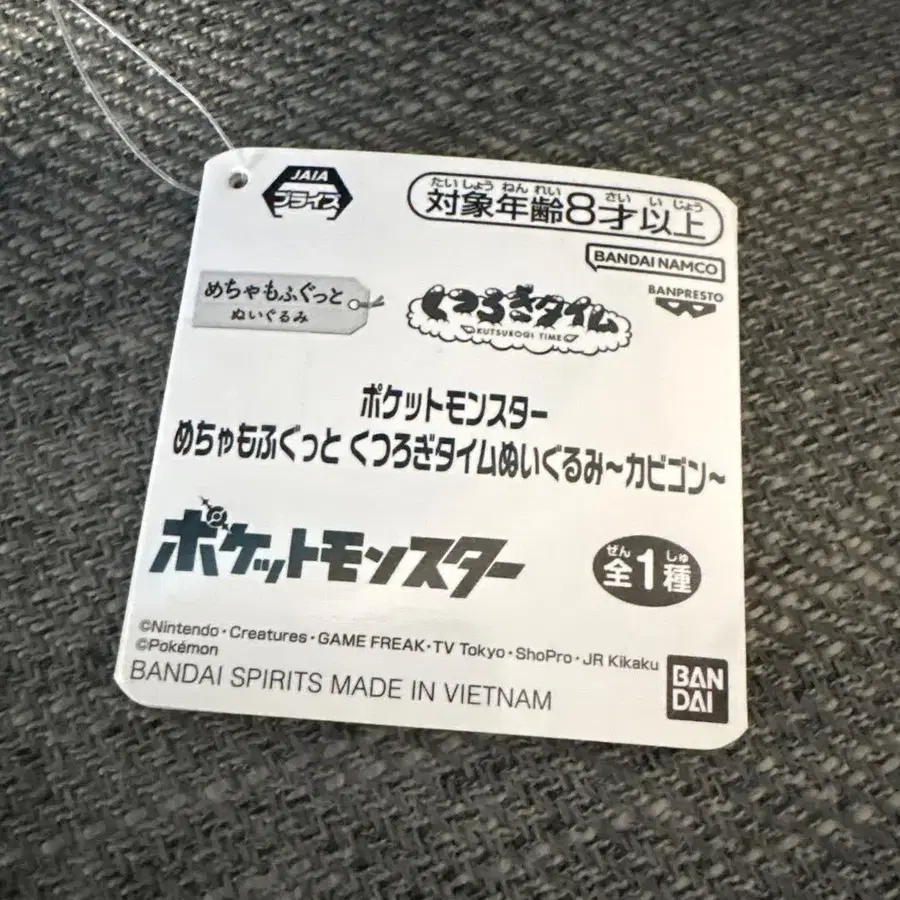 JAIA
プライズ
たいしょうねんれい さい いじょう
対象年齢8才以上
BANDAI NAMCO
めちゃもふぐっと
ぬいぐるみ
くつろぎタイム
KUTSUROGI TIME
BANPRESTO
ポケットモンスター
めちゃもふぐっと くつろぎタイムぬいぐるみ～カビゴン～
ポケットモンスター
ぜん しゅ
全1種
©Nintendo・Creatures・GAME FREAK・TV Tokyo・ShoPro・JR Kikaku
©Pokémon
BANDAI SPIRITS MADE IN VIETNAM
BAN
DAI